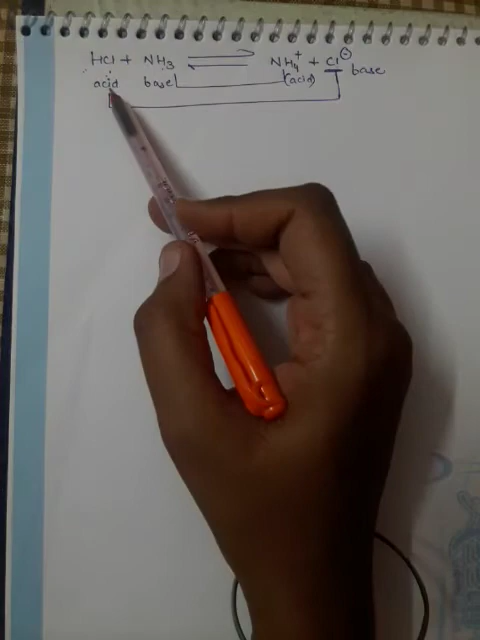 HCl + NH₃ ⇌ NH₄⁺ + Cl⊖
acid base (acid) base